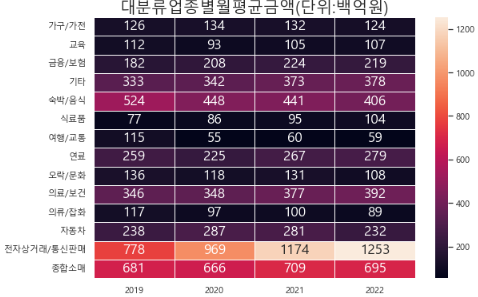 대분류업종별월평균금액(단위:백억원)
가구/가전 126 134 132 124
교육 112 93 105 107
금융/보험 182 208 224 219
기타 333 342 373 378
숙박/음식 524 448 441 406
식료품 77 86 95 104
여행/교통 115 55 60 59
연료 259 225 267 279
오락/문화 136 118 131 108
의료/보건 346 348 377 392
의류/잡화 117 97 100 89
자동차 238 287 281 232
전자상거래/통신판매 778 969 1174 1253
종합소매 681 666 709 695
2019 2020 2021 2022
1200
1000
800
600
400
200